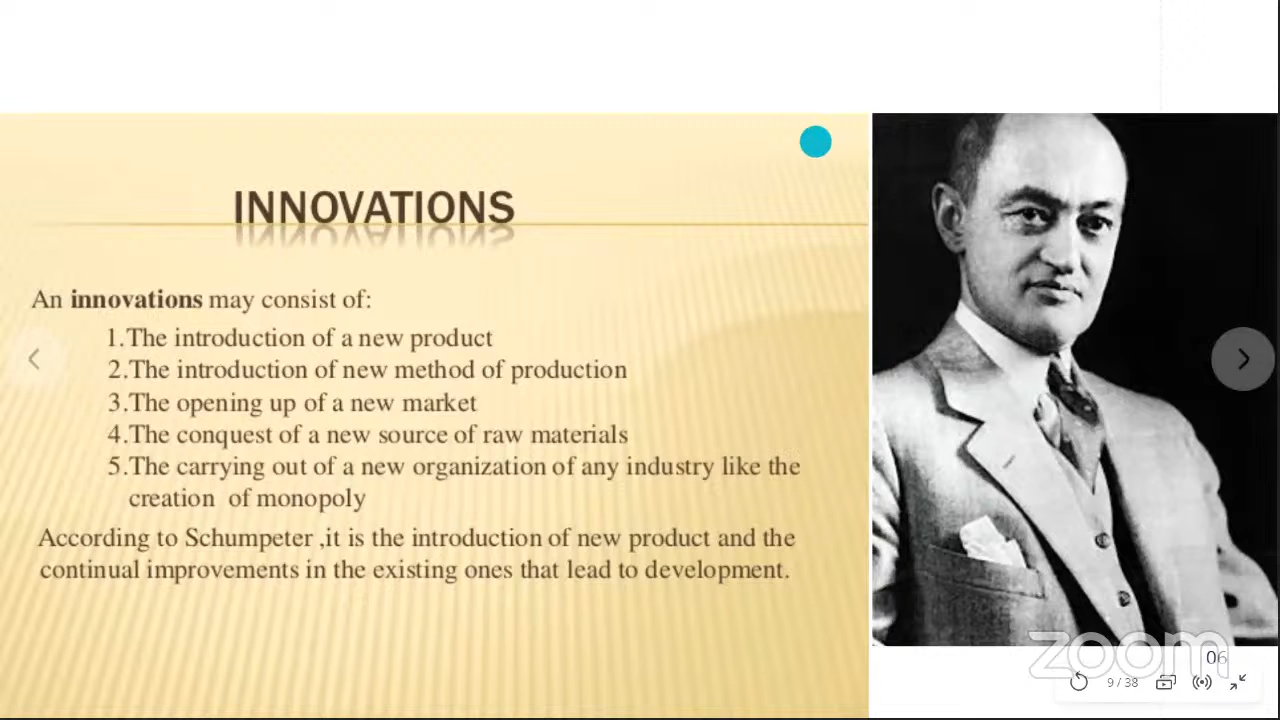 INNOVATIONS
An innovations may consist of:
1.The introduction of a new product
2.The introduction of new method of production
3.The opening up of a new market
4.The conquest of a new source of raw materials
5.The carrying out of a new organization of any industry like the
creation of monopoly
According to Schumpeter ,it is the introduction of new product and the
continual improvements in the existing ones that lead to development.
zoom
06
9 / 38